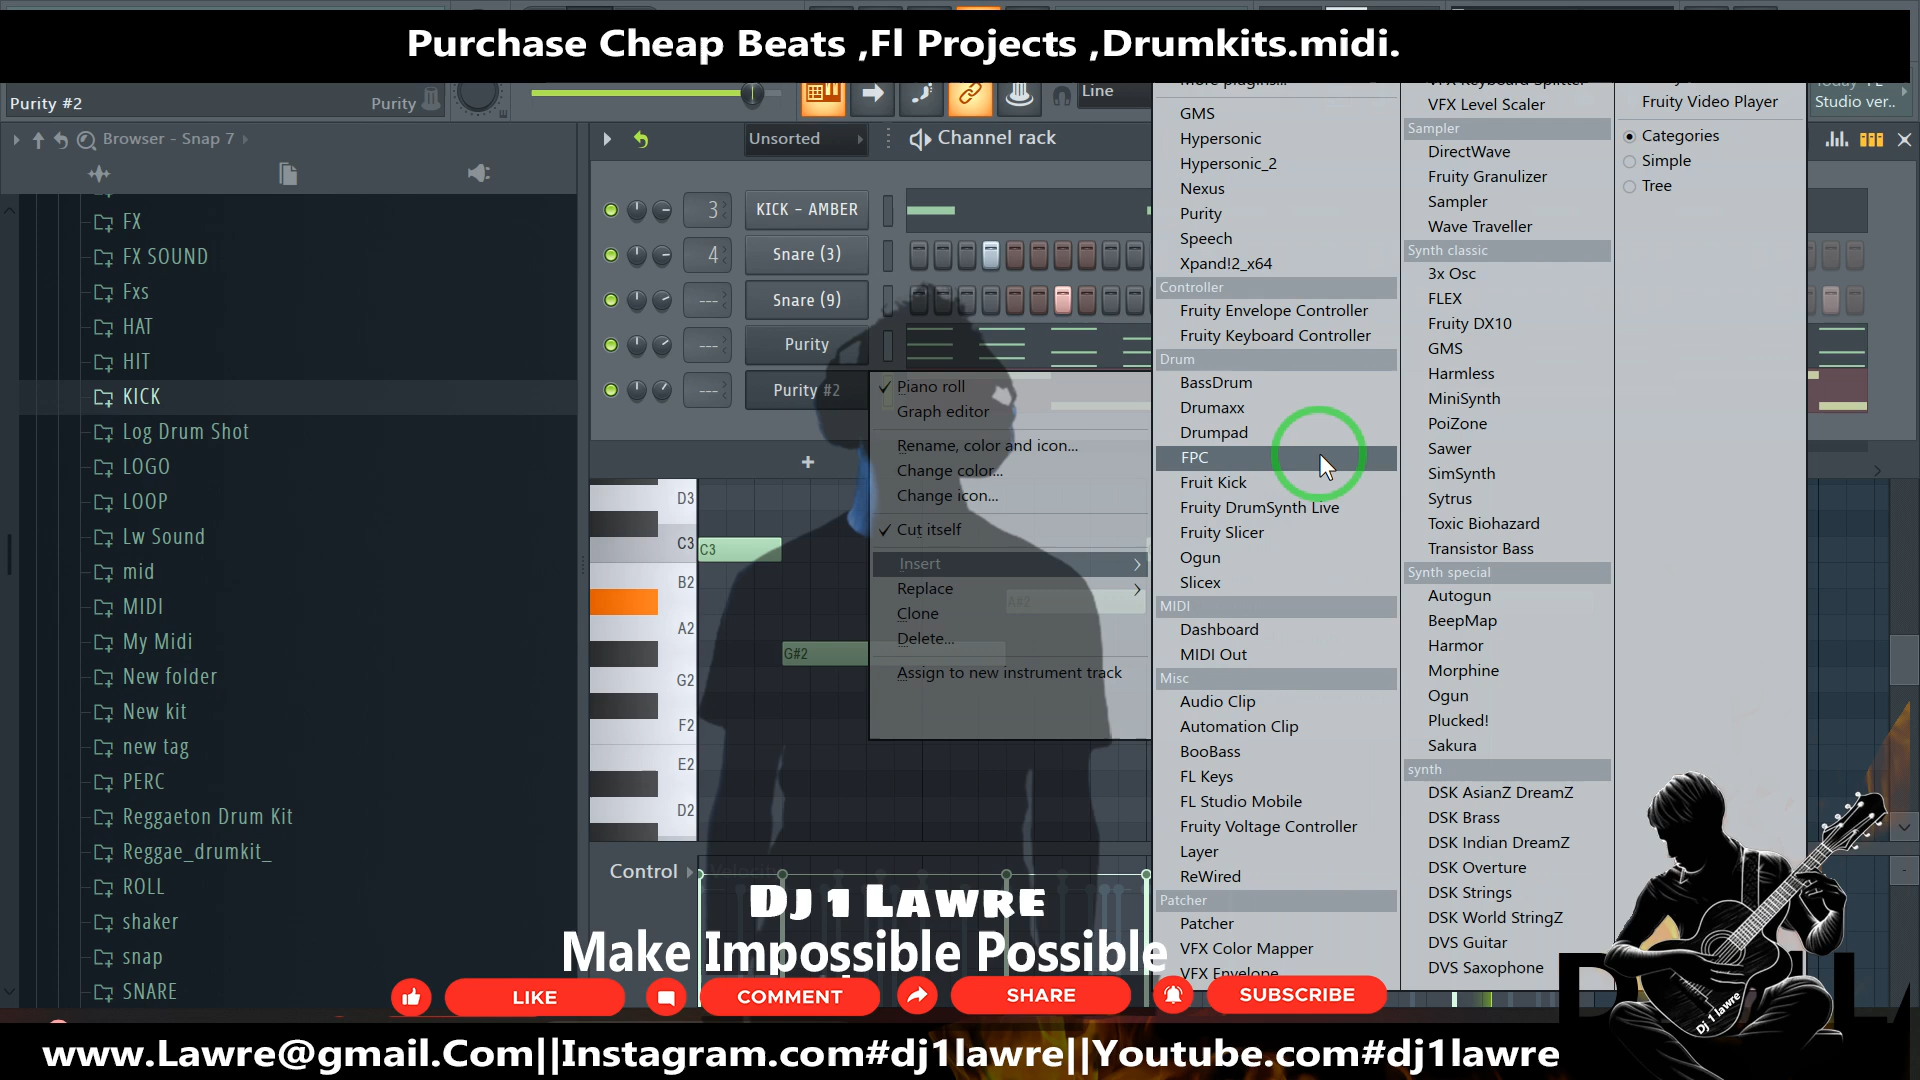 Purchase Cheap Beats ,Fl Projects ,Drumkits.midi.
Purity #2
Purity
Line
Studio ver..
Browser - Snap 7
Unsorted
Channel rack
FX
FX SOUND
Fxs
HAT
HIT
KICK
Log Drum Shot
LOGO
LOOP
Lw Sound
mid
MIDI
My Midi
New folder
New kit
new tag
PERC
Reggaeton Drum Kit
Reggae_drumkit_
ROLL
shaker
snap
SNARE
3
KICK - AMBER
4
Snare (3)
---
Snare (9)
---
Purity
---
Purity #2
+
D3
C3
B2
A2
G2
F2
E2
D2
C3
G#2
A#2
Control
Velocity
Piano roll
Graph editor
Rename, color and icon...
Change color...
Change icon...
Cut itself
Insert
Replace
Clone
Delete...
Assign to new instrument track
More plugins...
GMS
Hypersonic
Hypersonic_2
Nexus
Purity
Speech
Xpand!2_x64
Controller
Fruity Envelope Controller
Fruity Keyboard Controller
Drum
BassDrum
Drumaxx
Drumpad
FPC
Fruit Kick
Fruity DrumSynth Live
Fruity Slicer
Ogun
Slicex
MIDI
Dashboard
MIDI Out
Misc
Audio Clip
Automation Clip
BooBass
FL Keys
FL Studio Mobile
Fruity Voltage Controller
Layer
ReWired
Patcher
Patcher
VFX Color Mapper
VFX Envelope
VFX Keyboard Splitter
VFX Level Scaler
Sampler
DirectWave
Fruity Granulizer
Sampler
Wave Traveller
Synth classic
3x Osc
FLEX
Fruity DX10
GMS
Harmless
MiniSynth
PoiZone
Sawer
SimSynth
Sytrus
Toxic Biohazard
Transistor Bass
Synth special
Autogun
BeepMap
Harmor
Morphine
Ogun
Plucked!
Sakura
synth
DSK AsianZ DreamZ
DSK Brass
DSK Indian DreamZ
DSK Overture
DSK Strings
DSK World StringZ
DVS Guitar
DVS Saxophone
Fruity Video Player
Categories
Simple
Tree
Dj 1 Lawre
Make Impossible Possible
LIKE
COMMENT
SHARE
SUBSCRIBE
Dj 1 lawre
www.Lawre@gmail.Com||Instagram.com#dj1lawre||Youtube.com#dj1lawre